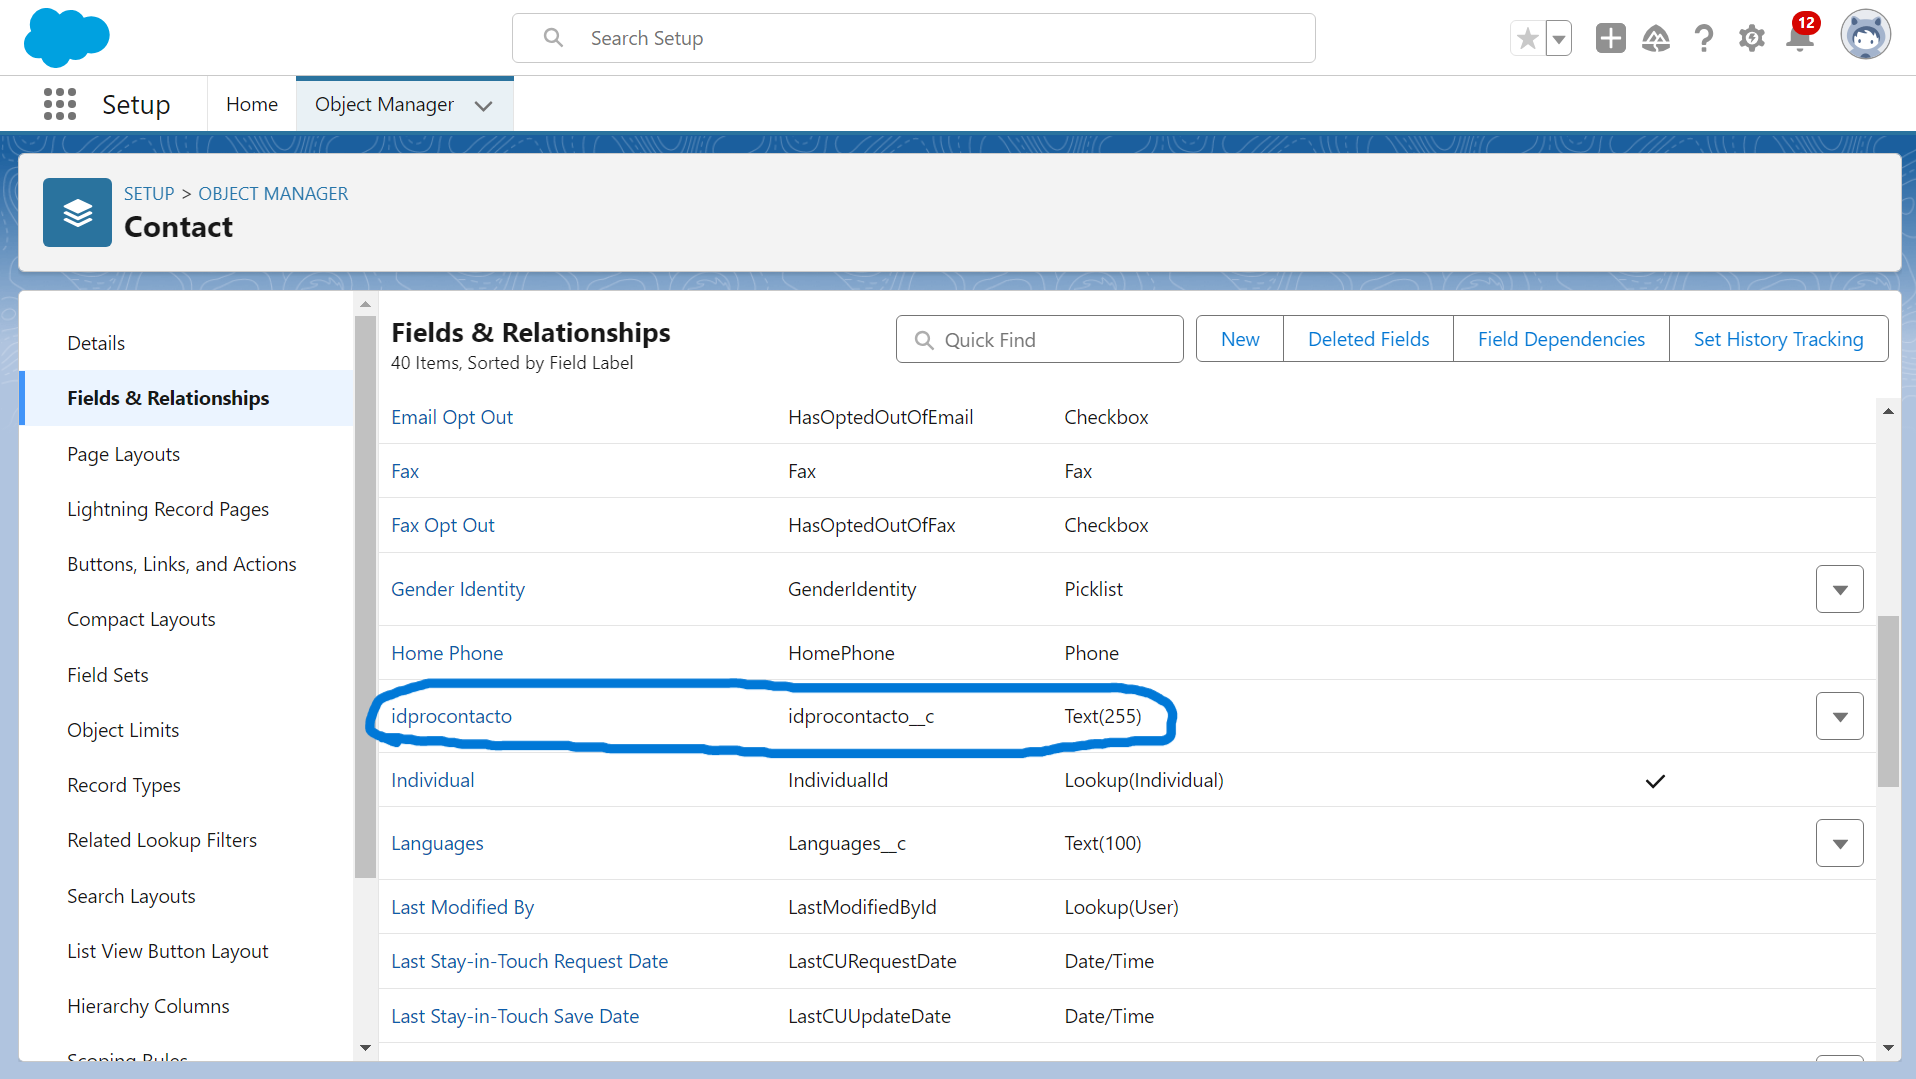 Search Setup
12
Setup
Home
Object Manager
SETUP > OBJECT MANAGER
Contact
Details
Fields & Relationships
Page Layouts
Lightning Record Pages
Buttons, Links, and Actions
Compact Layouts
Field Sets
Object Limits
Record Types
Related Lookup Filters
Search Layouts
List View Button Layout
Hierarchy Columns
Scoping Rules
Fields & Relationships
40 Items, Sorted by Field Label
Quick Find
New
Deleted Fields
Field Dependencies
Set History Tracking
Email Opt Out HasOptedOutOfEmail Checkbox
Fax Fax Fax
Fax Opt Out HasOptedOutOfFax Checkbox
Gender Identity GenderIdentity Picklist
Home Phone HomePhone Phone
idprocontacto idprocontacto__c Text(255)
Individual IndividualId Lookup(Individual)
Languages Languages__c Text(100)
Last Modified By LastModifiedById Lookup(User)
Last Stay-in-Touch Request Date LastCURequestDate Date/Time
Last Stay-in-Touch Save Date LastCUUpdateDate Date/Time